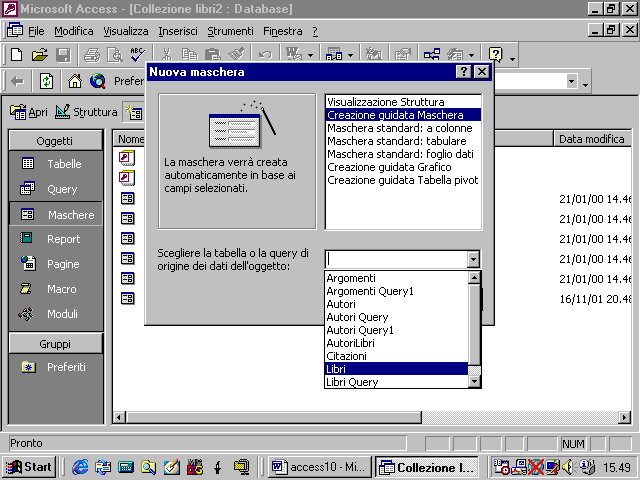 Microsoft Access - [Collezione libri2 : Database]
File Modifica Visualizza Inserisci Strumenti Finestra ?
Prefer
Nuova maschera
Apri Struttura
Oggetti
Tabelle
Query
Maschere
Report
Pagine
Macro
Moduli
Gruppi
Preferiti
Nome
Data modifica
21/01/00 14.46
21/01/00 14.46
21/01/00 14.46
21/01/00 14.46
21/01/00 14.46
16/11/01 20.48
La maschera verrà creata
automaticamente in base ai
campi selezionati.
Visualizzazione Struttura
Creazione guidata Maschera
Maschera standard: a colonne
Maschera standard: tabulare
Maschera standard: foglio dati
Creazione guidata Grafico
Creazione guidata Tabella pivot
Scegliere la tabella o la query di
origine dei dati dell'oggetto:
Argomenti
Argomenti Query1
Autori
Autori Query
Autori Query1
AutoriLibri
Citazioni
Libri
Libri Query
Pronto
NUM
Start
access10 - Mi...
Collezione l...
15.49